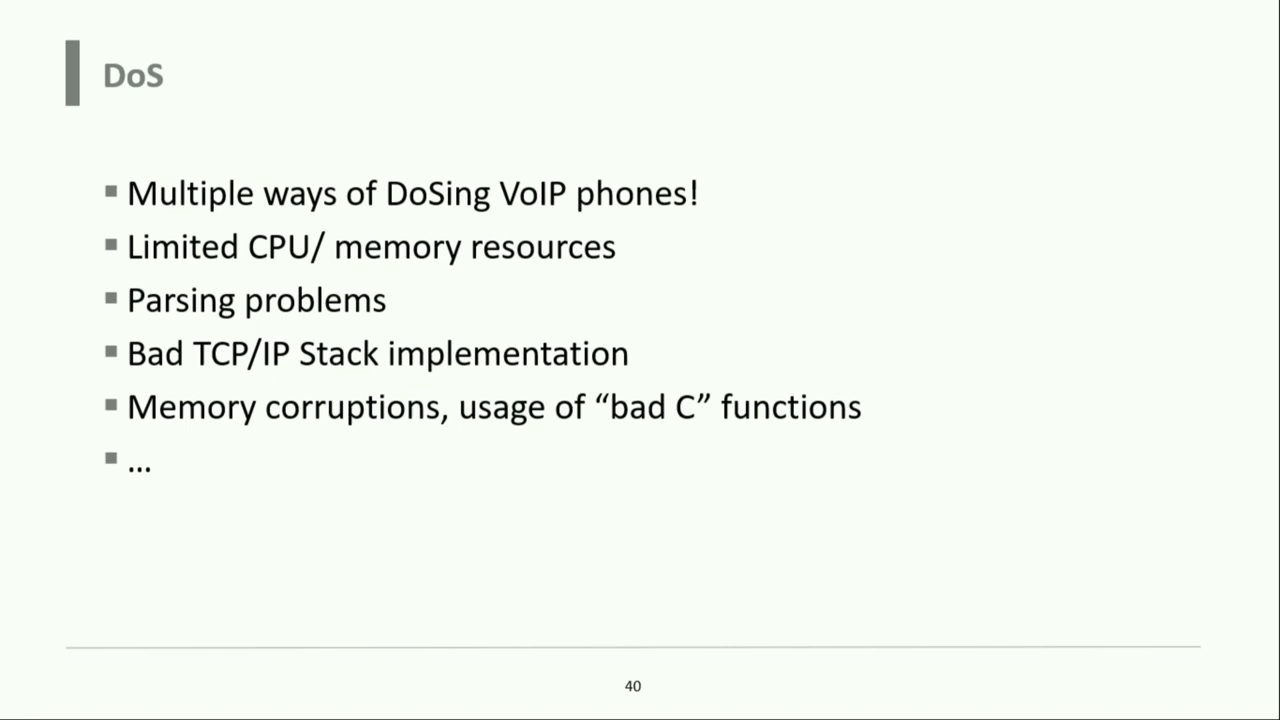 DoS
Multiple ways of DoSing VoIP phones!
Limited CPU/ memory resources
Parsing problems
Bad TCP/IP Stack implementation
Memory corruptions, usage of “bad C” functions
...
40